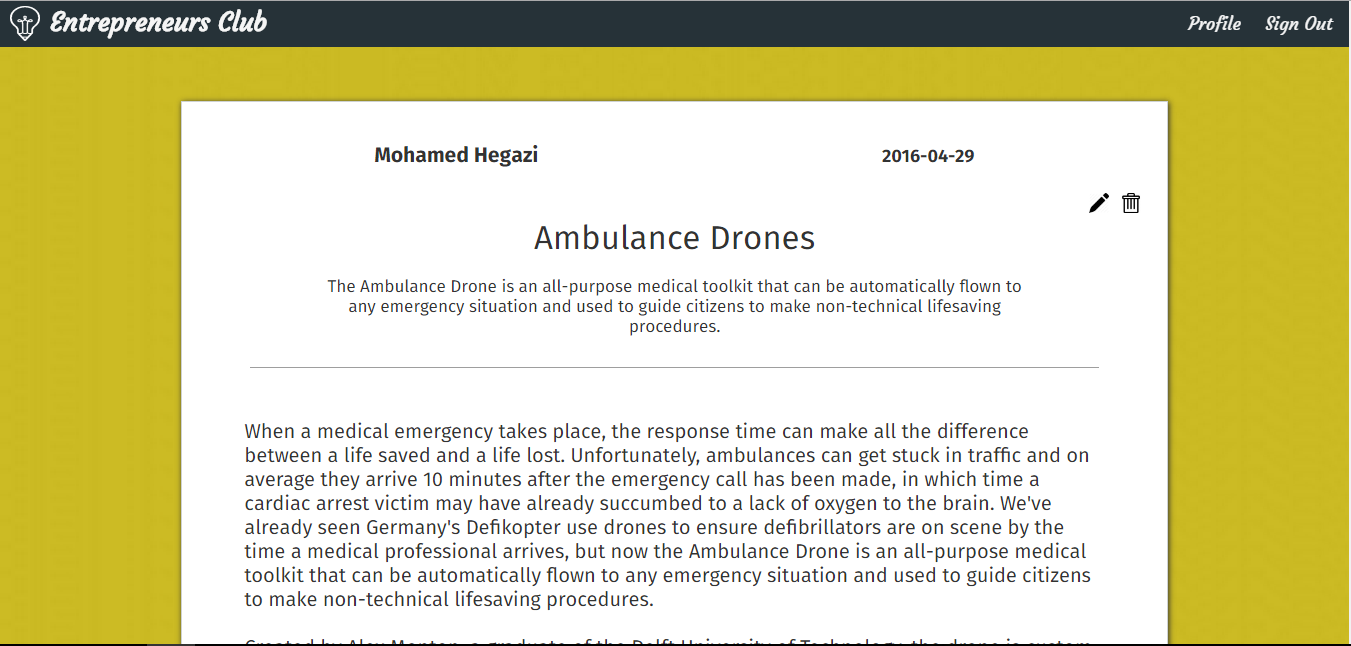 Entrepreneurs Club
Profile
Sign Out
Mohamed Hegazi
2016-04-29
Ambulance Drones
The Ambulance Drone is an all-purpose medical toolkit that can be automatically flown to
any emergency situation and used to guide citizens to make non-technical lifesaving
procedures.
When a medical emergency takes place, the response time can make all the difference
between a life saved and a life lost. Unfortunately, ambulances can get stuck in traffic and on
average they arrive 10 minutes after the emergency call has been made, in which time a
cardiac arrest victim may have already succumbed to a lack of oxygen to the brain. We've
already seen Germany's Defikopter use drones to ensure defibrillators are on scene by the
time a medical professional arrives, but now the Ambulance Drone is an all-purpose medical
toolkit that can be automatically flown to any emergency situation and used to guide citizens
to make non-technical lifesaving procedures.